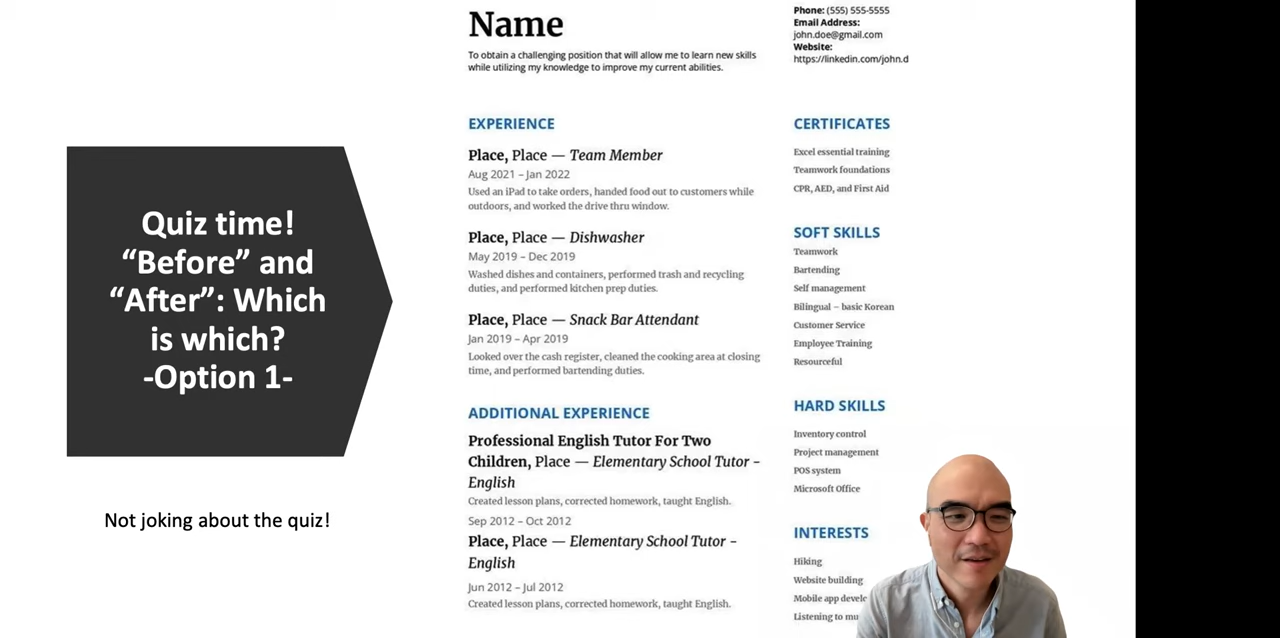 Quiz time!
“Before” and
“After”: Which
is which?
-Option 1-
Not joking about the quiz!
Name
To obtain a challenging position that will allow me to learn new skills
while utilizing my knowledge to improve my current abilities.
Phone: (555) 555-5555
Email Address:
john.doe@gmail.com
Website:
https://linkedin.com/john.d
EXPERIENCE
Place, Place — Team Member
Aug 2021 – Jan 2022
Used an iPad to take orders, handed food out to customers while
outdoors, and worked the drive thru window.
Place, Place — Dishwasher
May 2019 – Dec 2019
Washed dishes and containers, performed trash and recycling
duties, and performed kitchen prep duties.
Place, Place — Snack Bar Attendant
Jan 2019 – Apr 2019
Looked over the cash register, cleaned the cooking area at closing
time, and performed bartending duties.
ADDITIONAL EXPERIENCE
Professional English Tutor For Two
Children, Place — Elementary School Tutor -
English
Created lesson plans, corrected homework, taught English.
Sep 2012 – Oct 2012
Place, Place — Elementary School Tutor -
English
Jun 2012 – Jul 2012
Created lesson plans, corrected homework, taught English.
CERTIFICATES
Excel essential training
Teamwork foundations
CPR, AED, and First Aid
SOFT SKILLS
Teamwork
Bartending
Self management
Bilingual – basic Korean
Customer Service
Employee Training
Resourceful
HARD SKILLS
Inventory control
Project management
POS system
Microsoft Office
INTERESTS
Hiking
Website building
Mobile app develo
Listening to mu